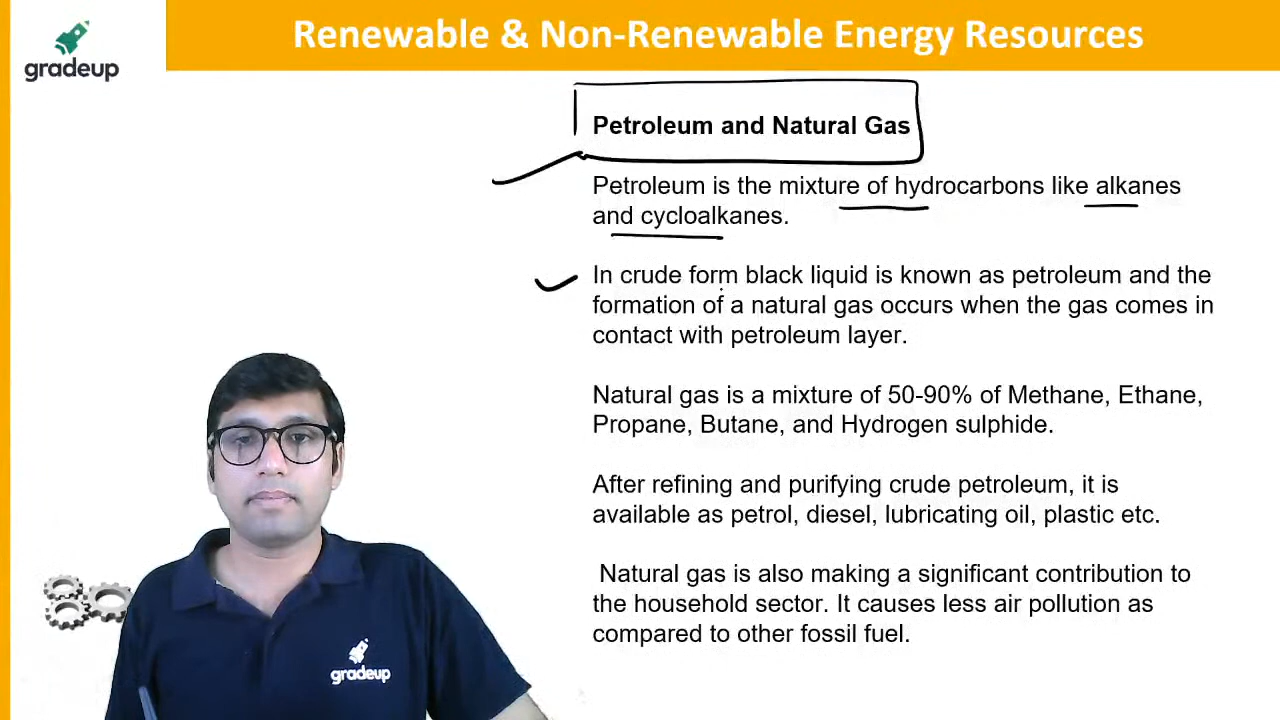 Renewable & Non-Renewable Energy Resources
gradeup
Petroleum and Natural Gas
Petroleum is the mixture of hydrocarbons like alkanes
and cycloalkanes.
In crude form black liquid is known as petroleum and the
formation of a natural gas occurs when the gas comes in
contact with petroleum layer.
Natural gas is a mixture of 50-90% of Methane, Ethane,
Propane, Butane, and Hydrogen sulphide.
After refining and purifying crude petroleum, it is
available as petrol, diesel, lubricating oil, plastic etc.
Natural gas is also making a significant contribution to
the household sector. It causes less air pollution as
compared to other fossil fuel.
gradeup